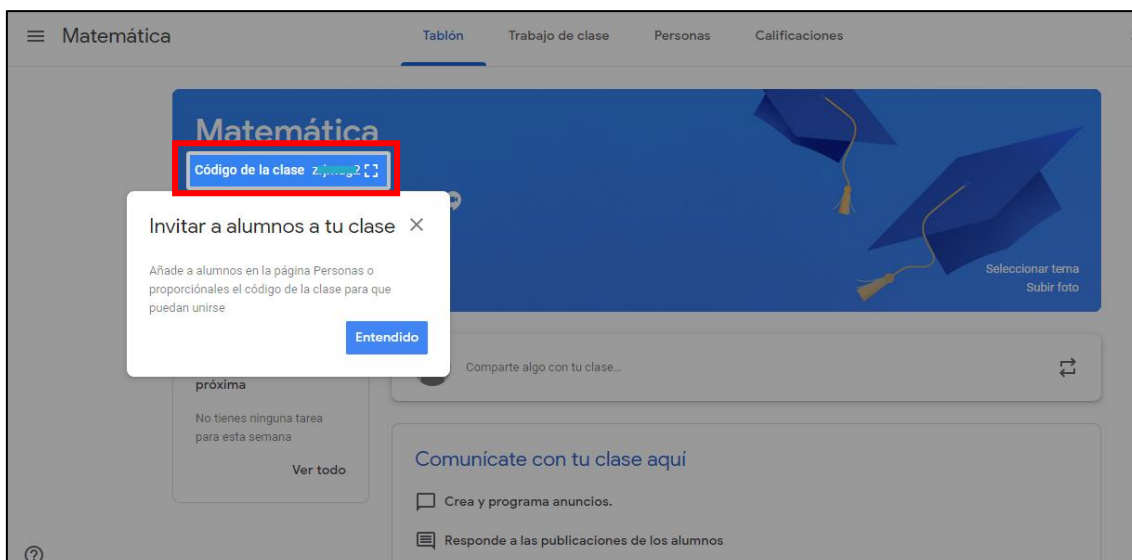 Matemática
Tablón
Trabajo de clase
Personas
Calificaciones
Matemática
Código de la clase
Invitar a alumnos a tu clase
Añade a alumnos en la página Personas o
proporciónales el código de la clase para que
puedan unirse
Entendido
Seleccionar tema
Subir foto
Comparte algo con tu clase...
próxima
No tienes ninguna tarea
para esta semana
Ver todo
Comunícate con tu clase aquí
Crea y programa anuncios.
Responde a las publicaciones de los alumnos